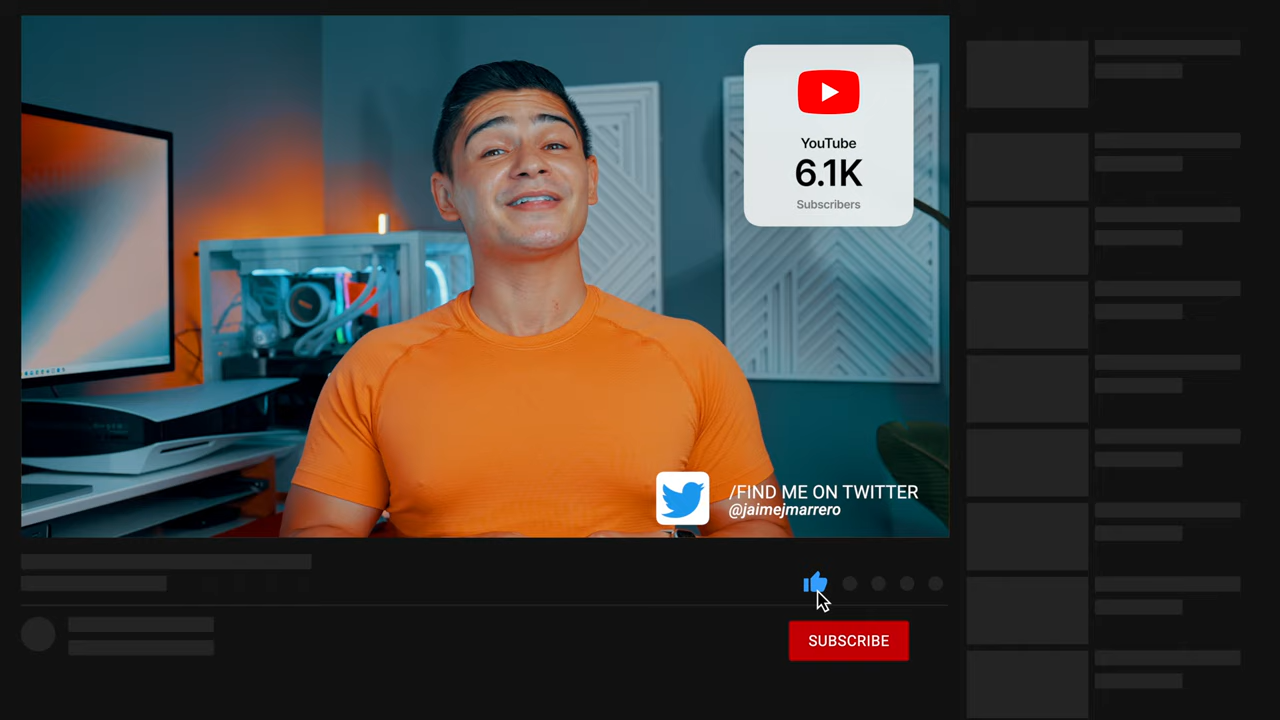 YouTube
6.1K
Subscribers
/FIND ME ON TWITTER
@jaimejmarrero
SUBSCRIBE